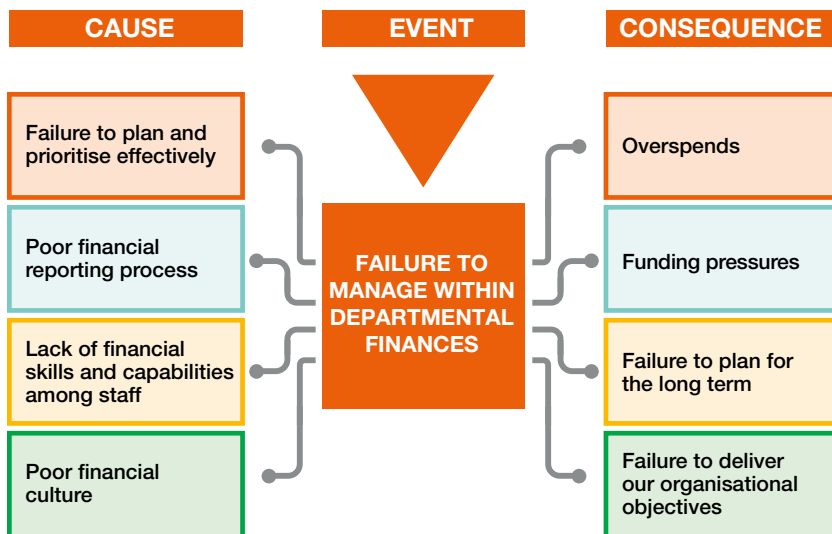 CAUSE
EVENT
CONSEQUENCE
Failure to plan and
prioritise effectively
Poor financial
reporting process
Lack of financial
skills and capabilities
among staff
Poor financial
culture
FAILURE TO
MANAGE WITHIN
DEPARTMENTAL
FINANCES
Overspends
Funding pressures
Failure to plan for
the long term
Failure to deliver
our organisational
objectives